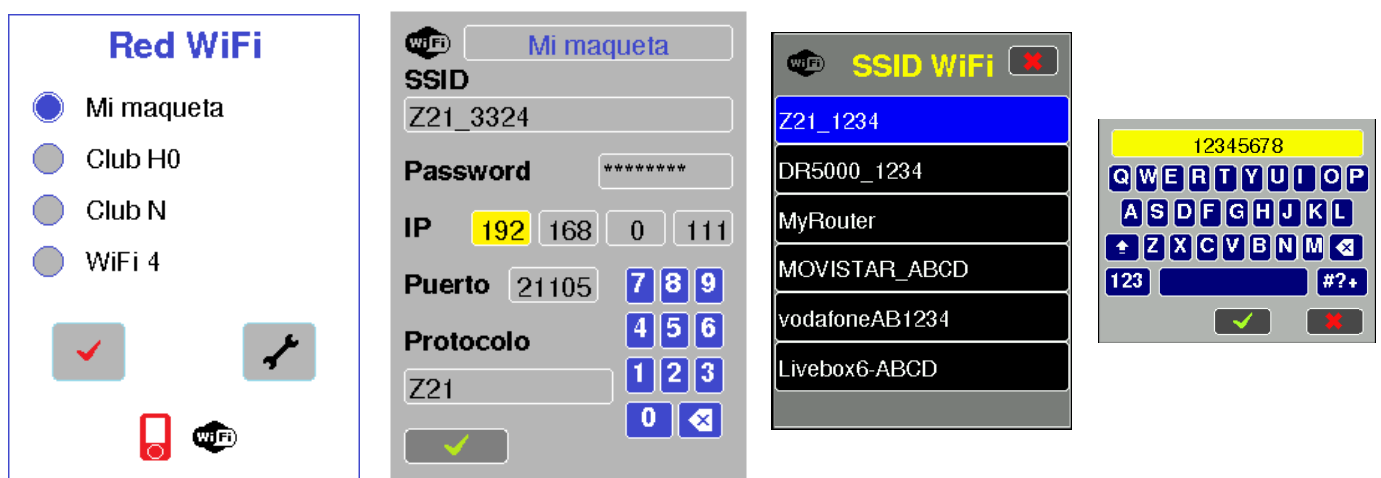 Red WiFi
Mi maqueta
Club H0
Club N
WiFi 4
WiFi
WiFi Mi maqueta
SSID
Z21_3324
Password ********
IP 192 168 0 111
Puerto 21105
7 8 9
4 5 6
Protocolo
1 2 3
Z21
0
WiFi SSID WiFi
Z21_1234
DR5000_1234
MyRouter
MOVISTAR_ABCD
vodafoneAB1234
Livebox6-ABCD
12345678
Q W E R T Y U I O P
A S D F G H J K L
Z X C V B N M
123 #?+